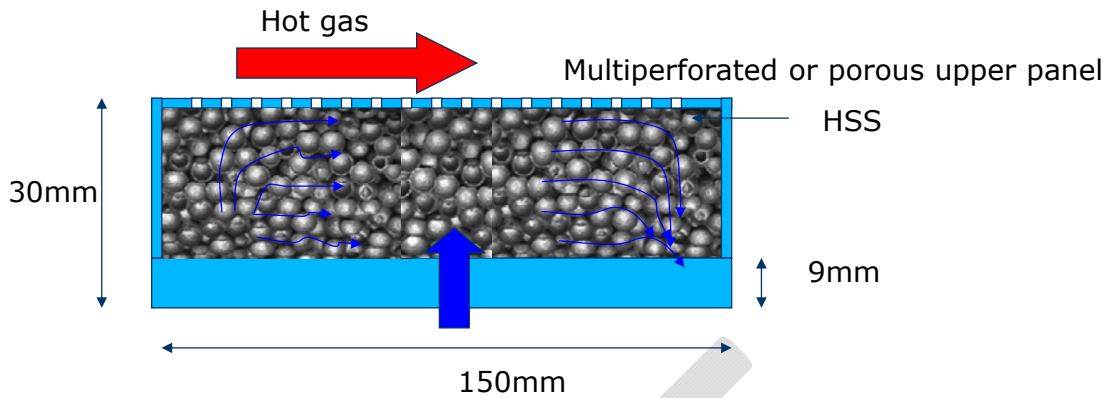 Hot gas
Multiperforated or porous upper panel
HSS
30mm
9mm
150mm